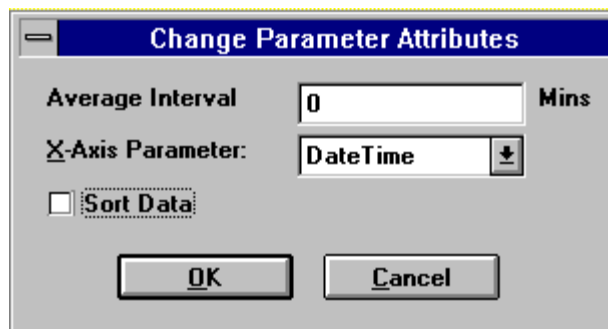 Change Parameter Attributes
Average Interval 0 Mins
X-Axis Parameter: DateTime
Sort Data
OK Cancel